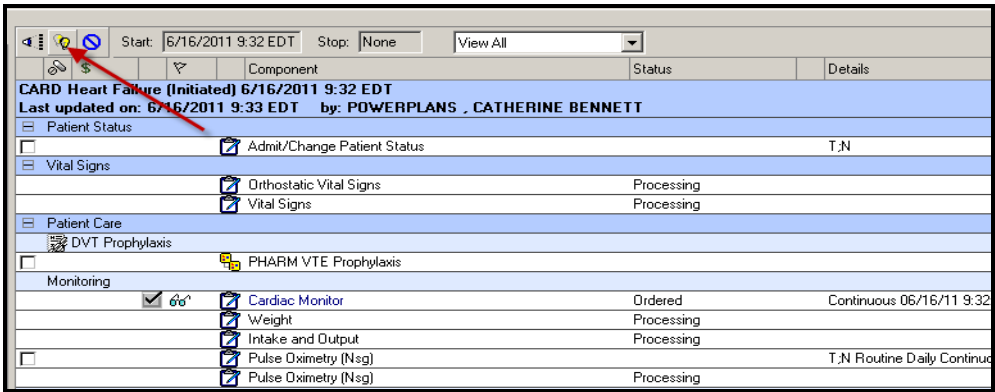 Start: 6/16/2011 9:32 EDT Stop: None View All
$ Component Status Details
CARD Heart Failure (Initiated) 6/16/2011 9:32 EDT
Last updated on: 6/16/2011 9:33 EDT by: POWERPLANS , CATHERINE BENNETT
Patient Status
Admit/Change Patient Status T;N
Vital Signs
Orthostatic Vital Signs Processing
Vital Signs Processing
Patient Care
DVT Prophylaxis
PHARM VTE Prophylaxis
Monitoring
Cardiac Monitor Ordered Continuous 06/16/11 9:32
Weight Processing
Intake and Output Processing
Pulse Oximetry (Nsg) T;N Routine Daily Continuo
Pulse Oximetry (Nsg) Processing